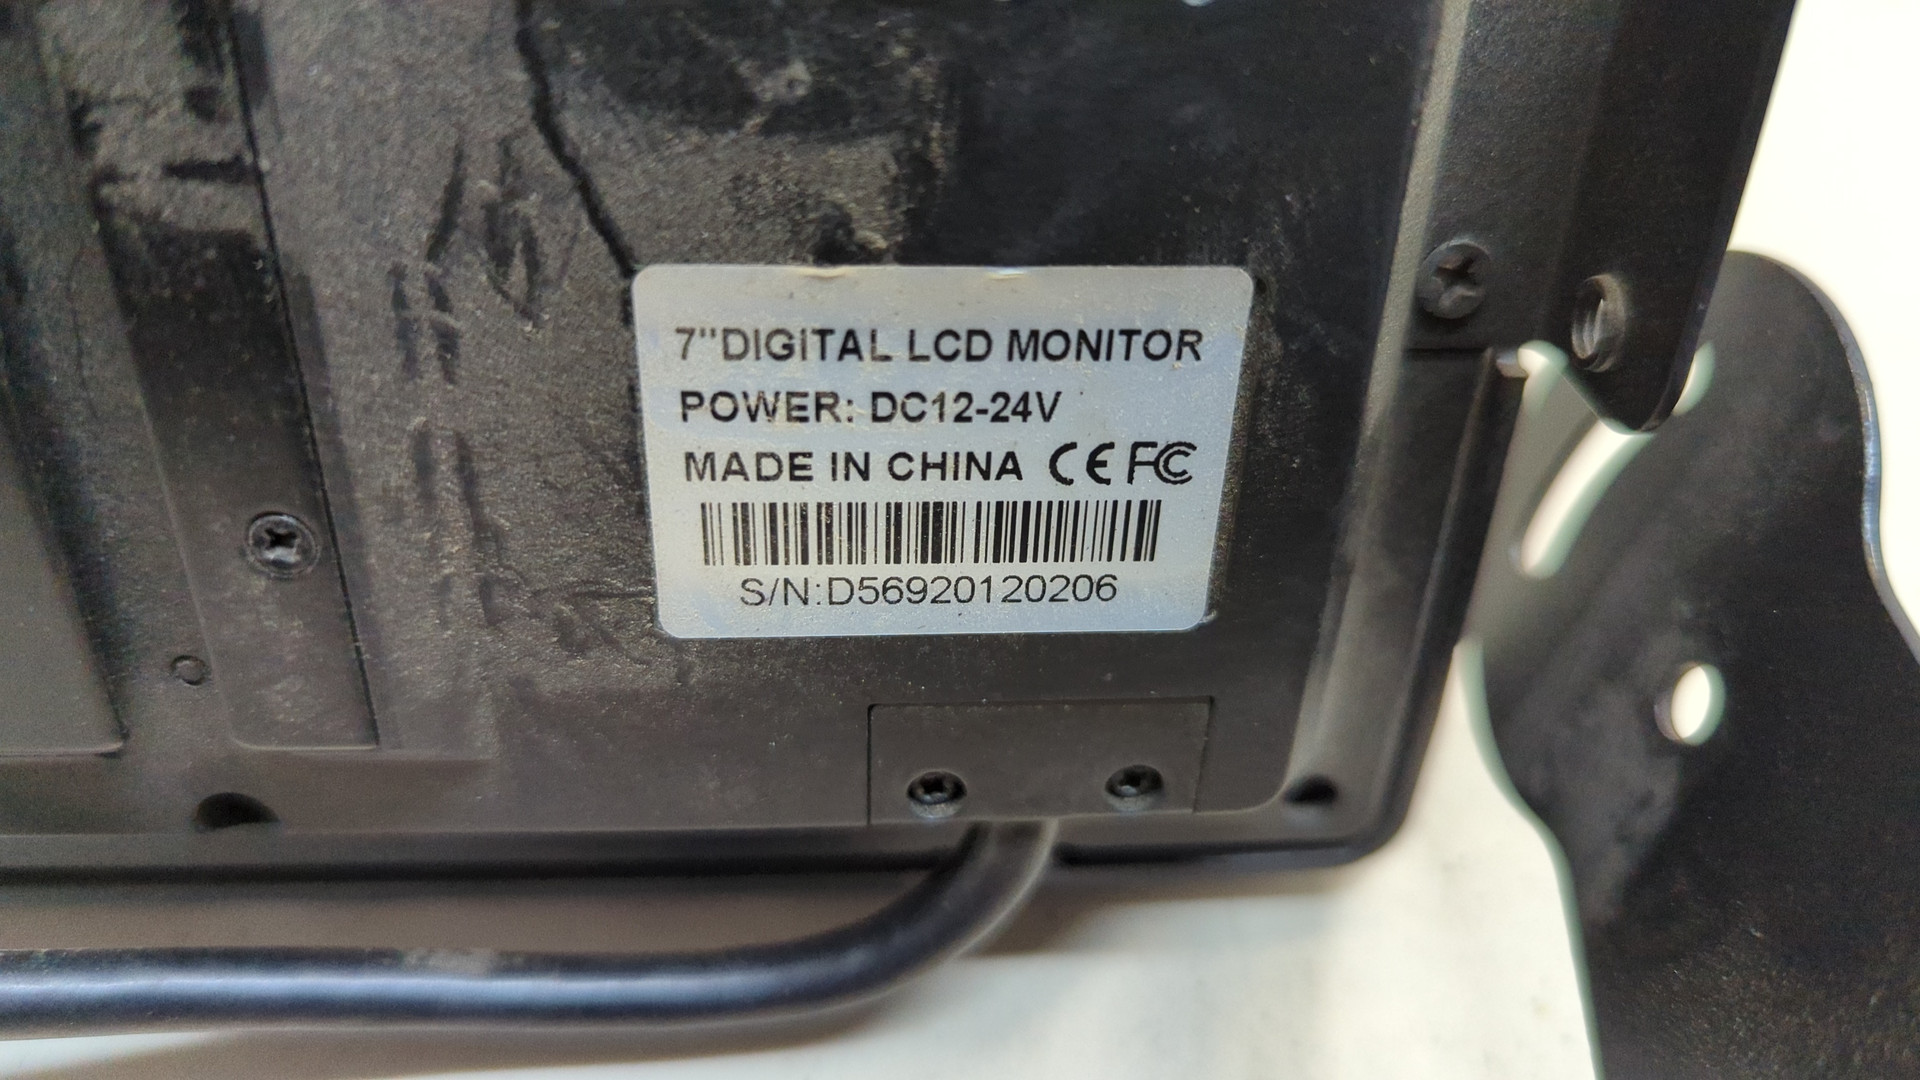 7"DIGITAL LCD MONITOR
POWER: DC12-24V
MADE IN CHINA CE FC
S/N:D56920120206